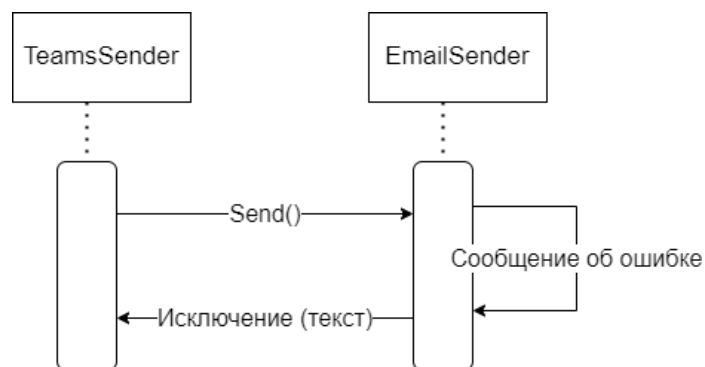 TeamsSender
EmailSender
Send()
Сообщение об ошибке
Исключение (текст)